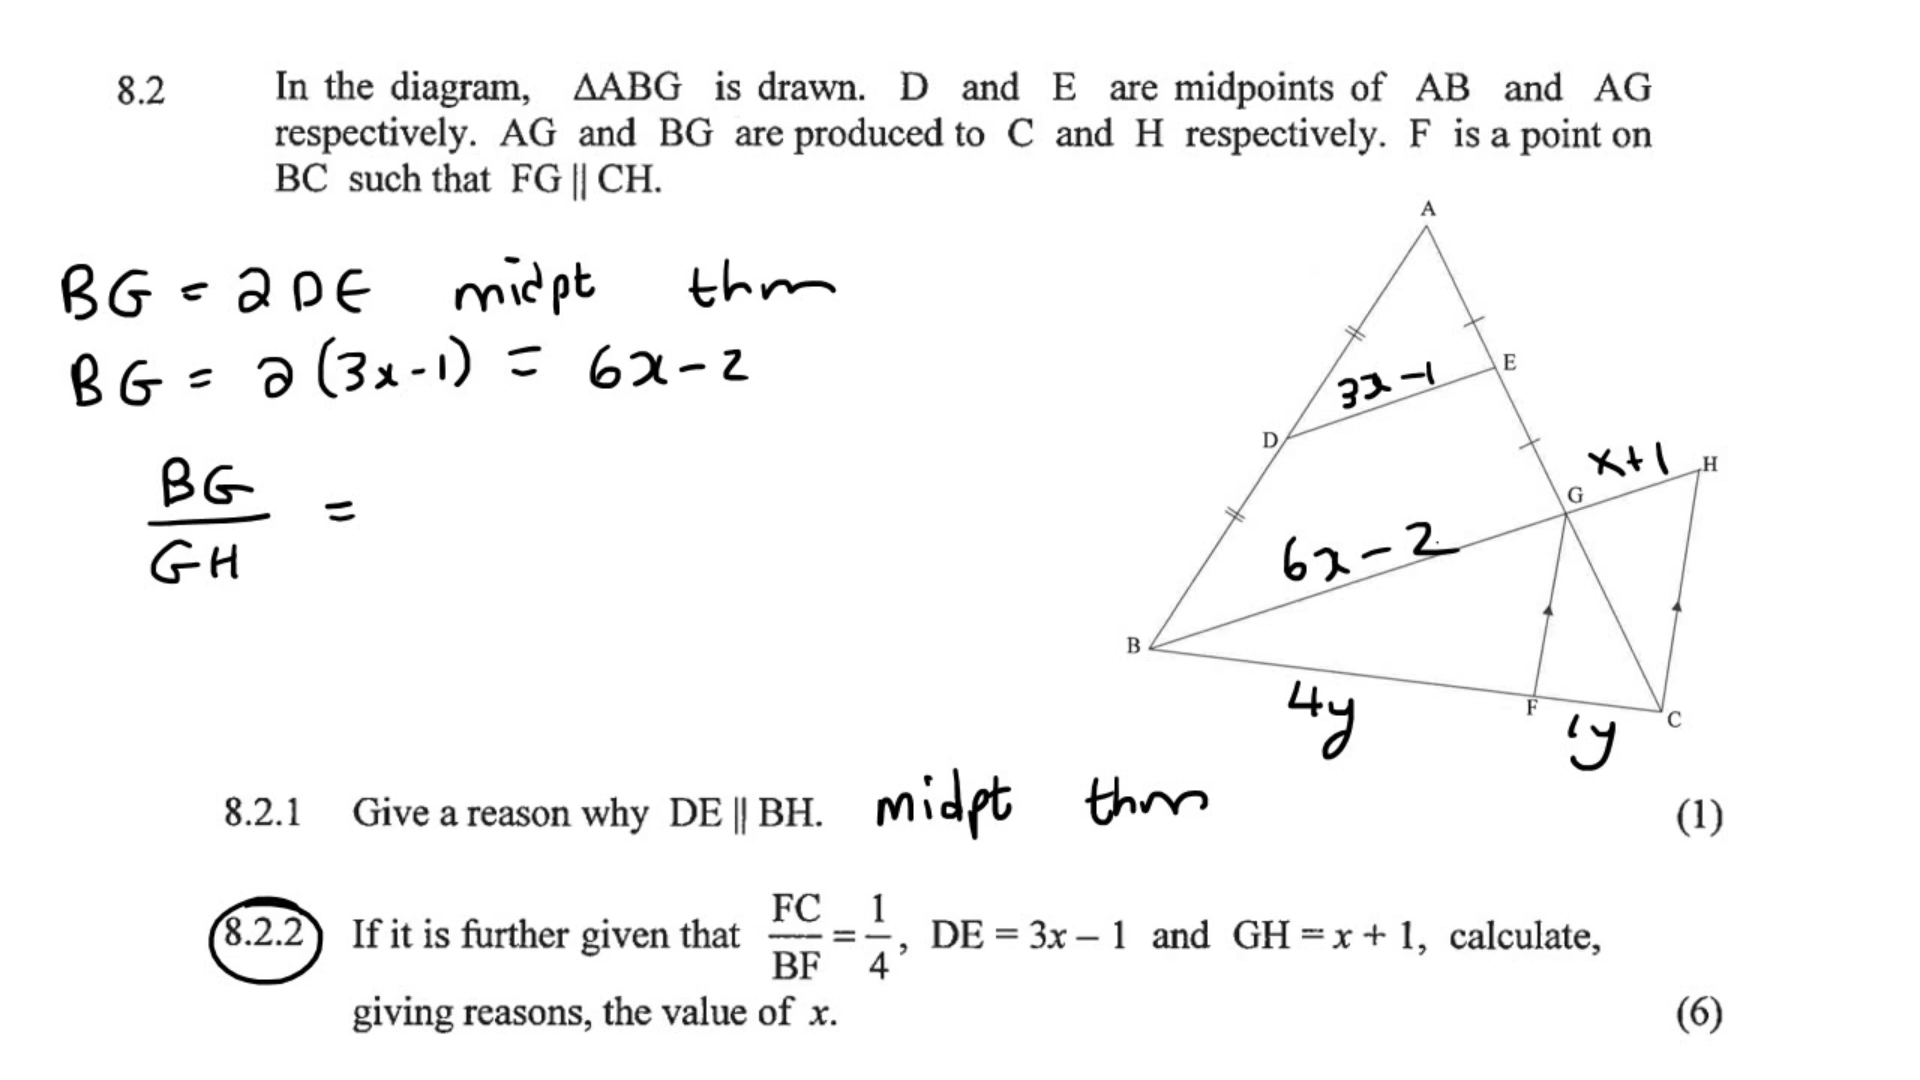 8.2 In the diagram, ΔABG is drawn. D and E are midpoints of AB and AG
respectively. AG and BG are produced to C and H respectively. F is a point on
BC such that FG || CH.
BG = 2DE midpt thm
BG = 2(3x-1) = 6x-2
BG
=
GH
A
E
3x-1
D
x+1
H
G
6x-2
B
F
C
4y
1y
8.2.1 Give a reason why DE || BH. midpt thm (1)
8.2.2 If it is further given that FC/BF = 1/4, DE = 3x – 1 and GH = x + 1, calculate,
giving reasons, the value of x. (6)